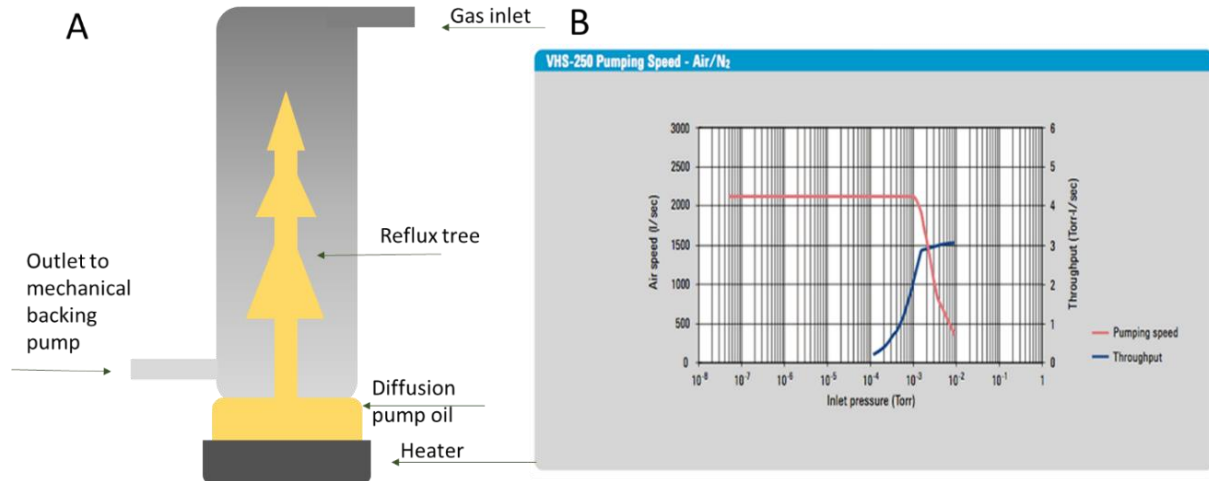 A
Gas inlet
Reflux tree
Outlet to
mechanical
backing
pump
Diffusion
pump oil
Heater
B
VHS-250 Pumping Speed - Air/N₂
Air speed (l/sec)
3000
2500
2000
1500
1000
500
0
6
5
4
3
2
1
0
Throughput (Torr-l/sec)
Pumping speed
Throughput
10⁻⁸ 10⁻⁷ 10⁻⁶ 10⁻⁵ 10⁻⁴ 10⁻³ 10⁻² 10⁻¹ 1
Inlet pressure (Torr)